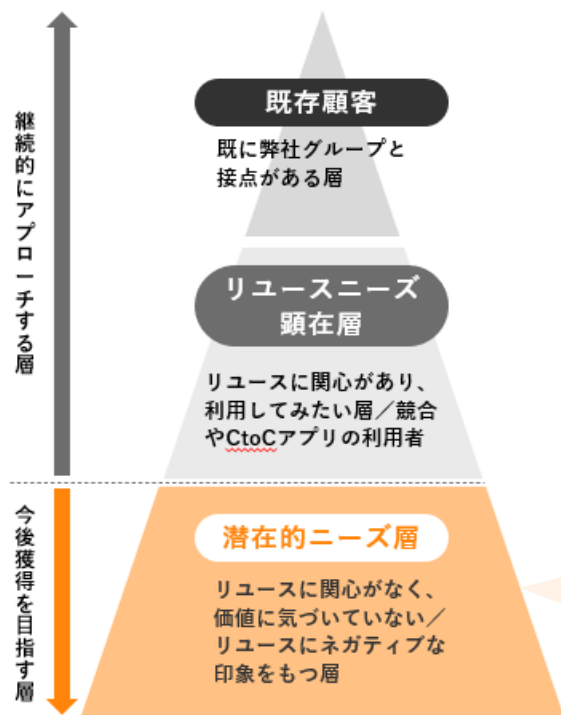 継続的にアプローチする層
既存顧客
既に弊社グループと
接点がある層
リユースニーズ
顕在層
リユースに関心があり、
利用してみたい層／競合
やCtoCアプリの利用者
今後獲得を目指す層
潜在的ニーズ層
リユースに関心がなく、
価値に気づいていない／
リユースにネガティブな
印象をもつ層